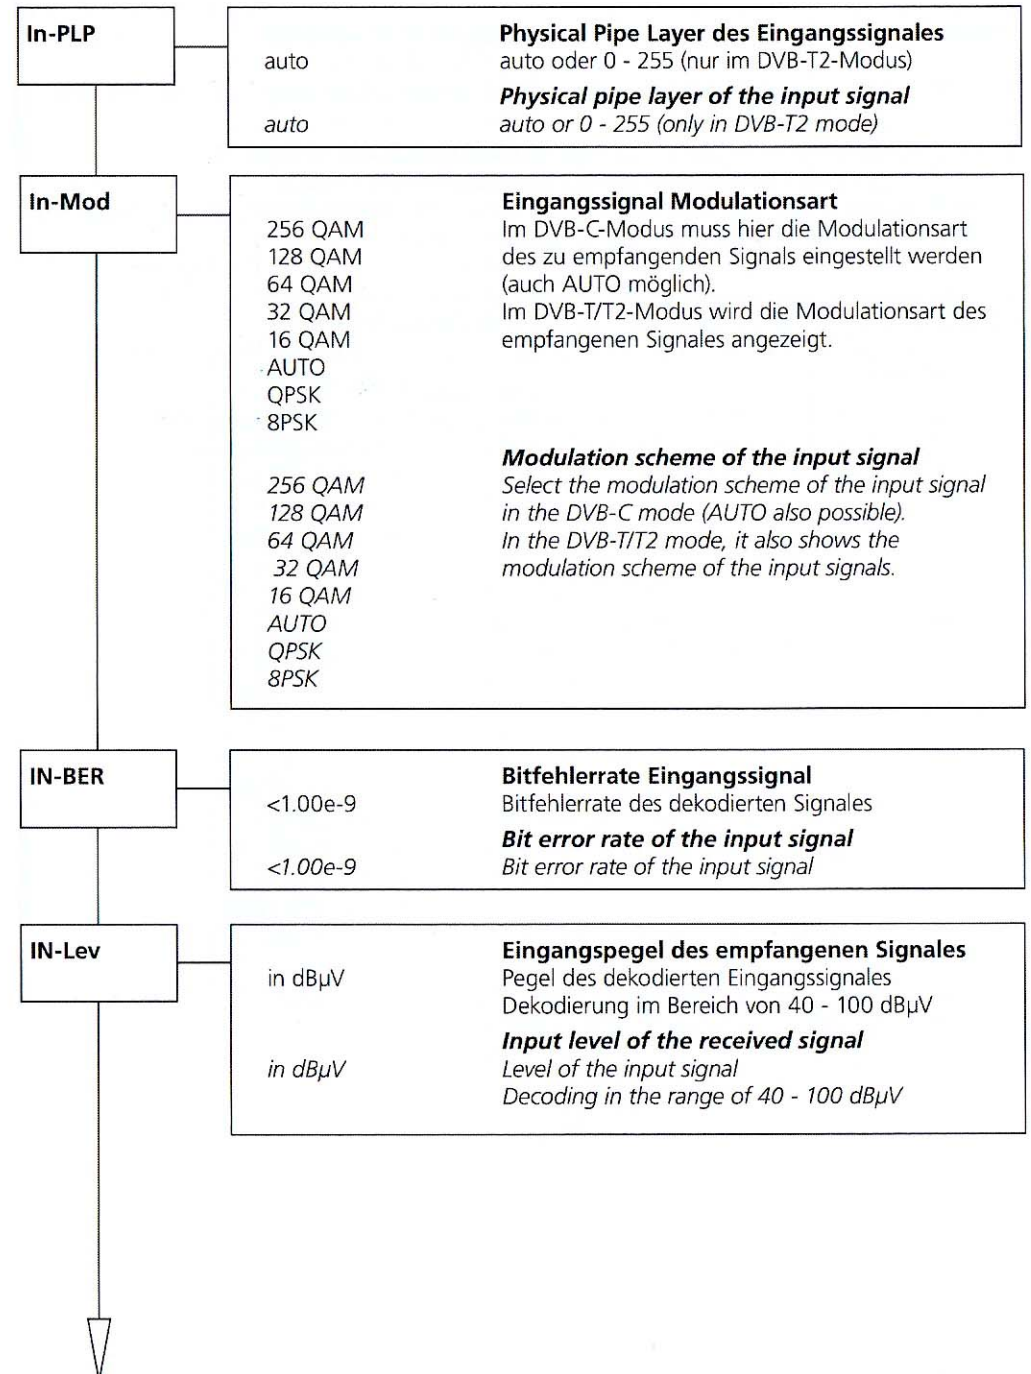 In-PLP
Physical Pipe Layer des Eingangssignales
auto auto oder 0 - 255 (nur im DVB-T2-Modus)
Physical pipe layer of the input signal
auto auto or 0 - 255 (only in DVB-T2 mode)
In-Mod
Eingangssignal Modulationsart
256 QAM Im DVB-C-Modus muss hier die Modulationsart
128 QAM des zu empfangenden Signals eingestellt werden
64 QAM (auch AUTO möglich).
32 QAM Im DVB-T/T2-Modus wird die Modulationsart des
16 QAM empfangenen Signales angezeigt.
AUTO
QPSK
8PSK
Modulation scheme of the input signal
256 QAM Select the modulation scheme of the input signal
128 QAM in the DVB-C mode (AUTO also possible).
64 QAM In the DVB-T/T2 mode, it also shows the
32 QAM modulation scheme of the input signals.
16 QAM
AUTO
QPSK
8PSK
IN-BER
Bitfehlerrate Eingangssignal
<1.00e-9 Bitfehlerrate des dekodierten Signales
Bit error rate of the input signal
<1.00e-9 Bit error rate of the input signal
IN-Lev
Eingangspegel des empfangenen Signales
in dBµV Pegel des dekodierten Eingangssignales
Dekodierung im Bereich von 40 - 100 dBµV
Input level of the received signal
in dBµV Level of the input signal
Decoding in the range of 40 - 100 dBµV